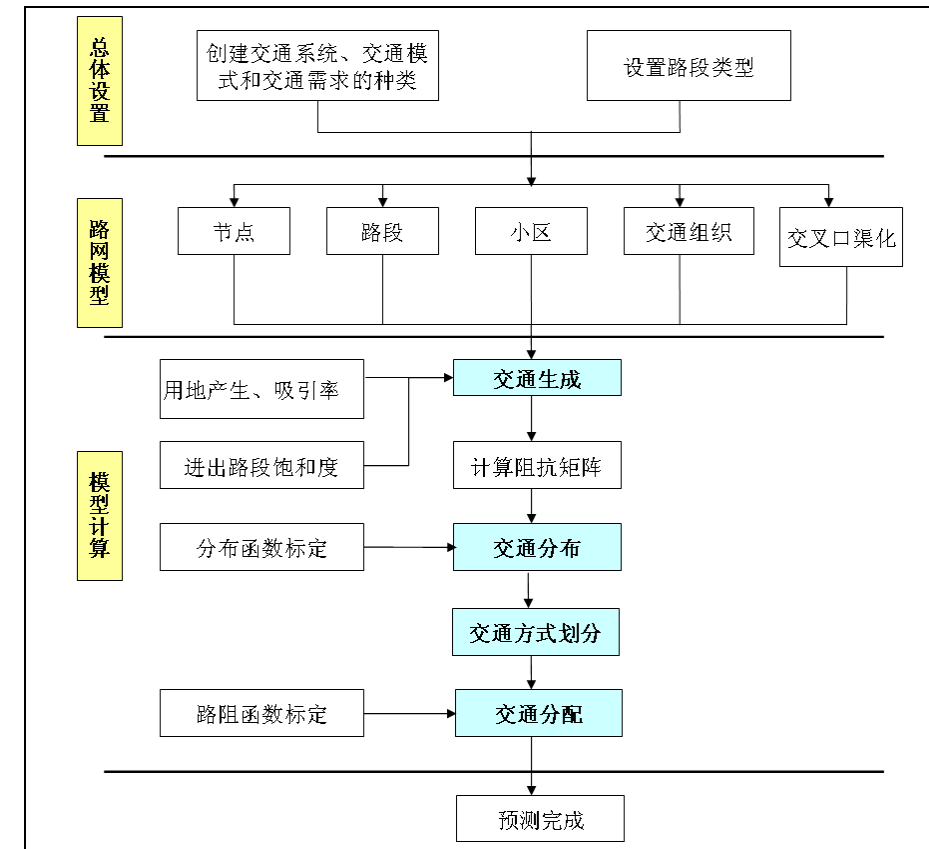 总体设置
创建交通系统、交通模
式和交通需求的种类
设置路段类型
路网模型
节点
路段
小区
交通组织
交叉口渠化
模型计算
用地产生、吸引率
交通生成
进出路段饱和度
计算阻抗矩阵
分布函数标定
交通分布
交通方式划分
路阻函数标定
交通分配
预测完成